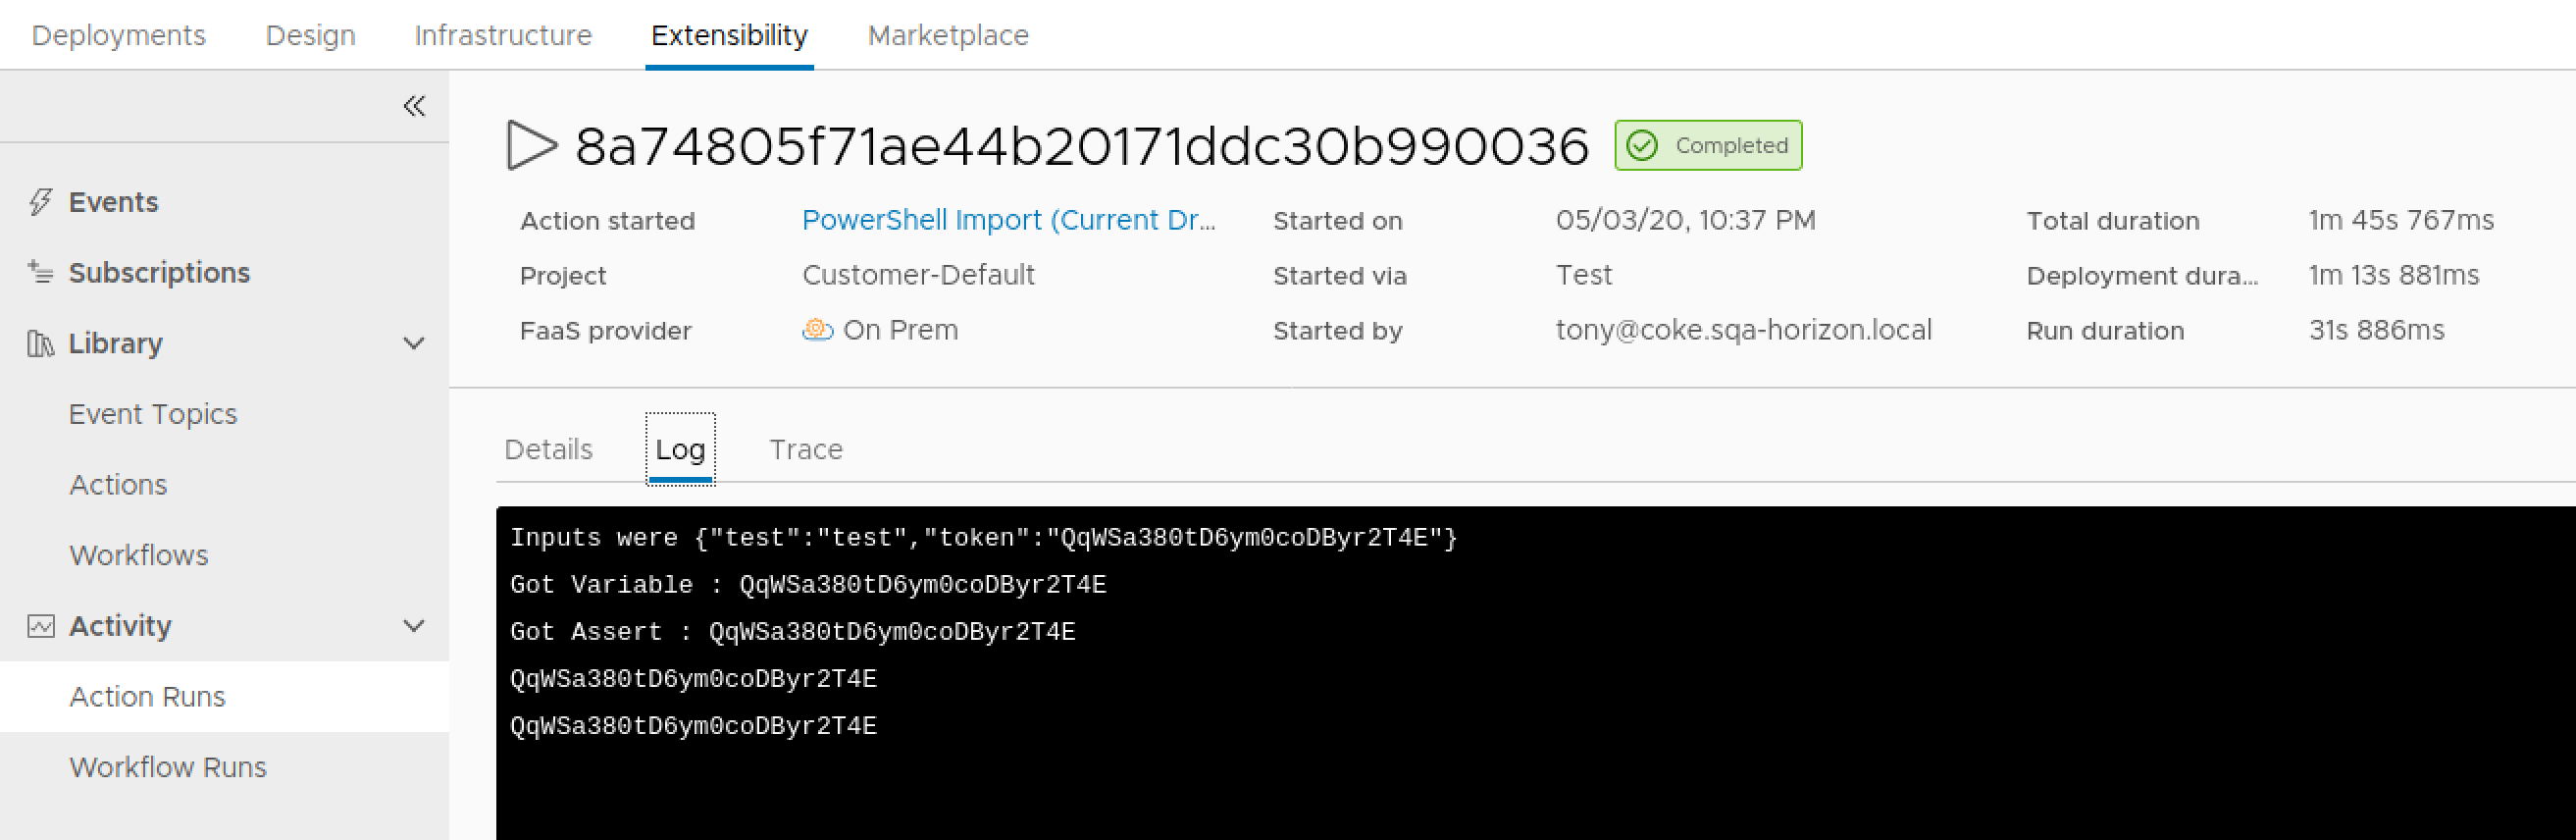 Deployments Design Infrastructure Extensibility Marketplace
Events
Subscriptions
Library
Event Topics
Actions
Workflows
Activity
Action Runs
Workflow Runs
8a74805f71ae44b20171ddc30b990036 Completed
Action started PowerShell Import (Current Dr... Started on 05/03/20, 10:37 PM Total duration 1m 45s 767ms
Project Customer-Default Started via Test Deployment dura... 1m 13s 881ms
FaaS provider On Prem Started by tony@coke.sqa-horizon.local Run duration 31s 886ms
Details Log Trace
Inputs were {"test":"test","token":"QqWSa380tD6ym0coDByr2T4E"}
Got Variable : QqWSa380tD6ym0coDByr2T4E
Got Assert : QqWSa380tD6ym0coDByr2T4E
QqWSa380tD6ym0coDByr2T4E
QqWSa380tD6ym0coDByr2T4E